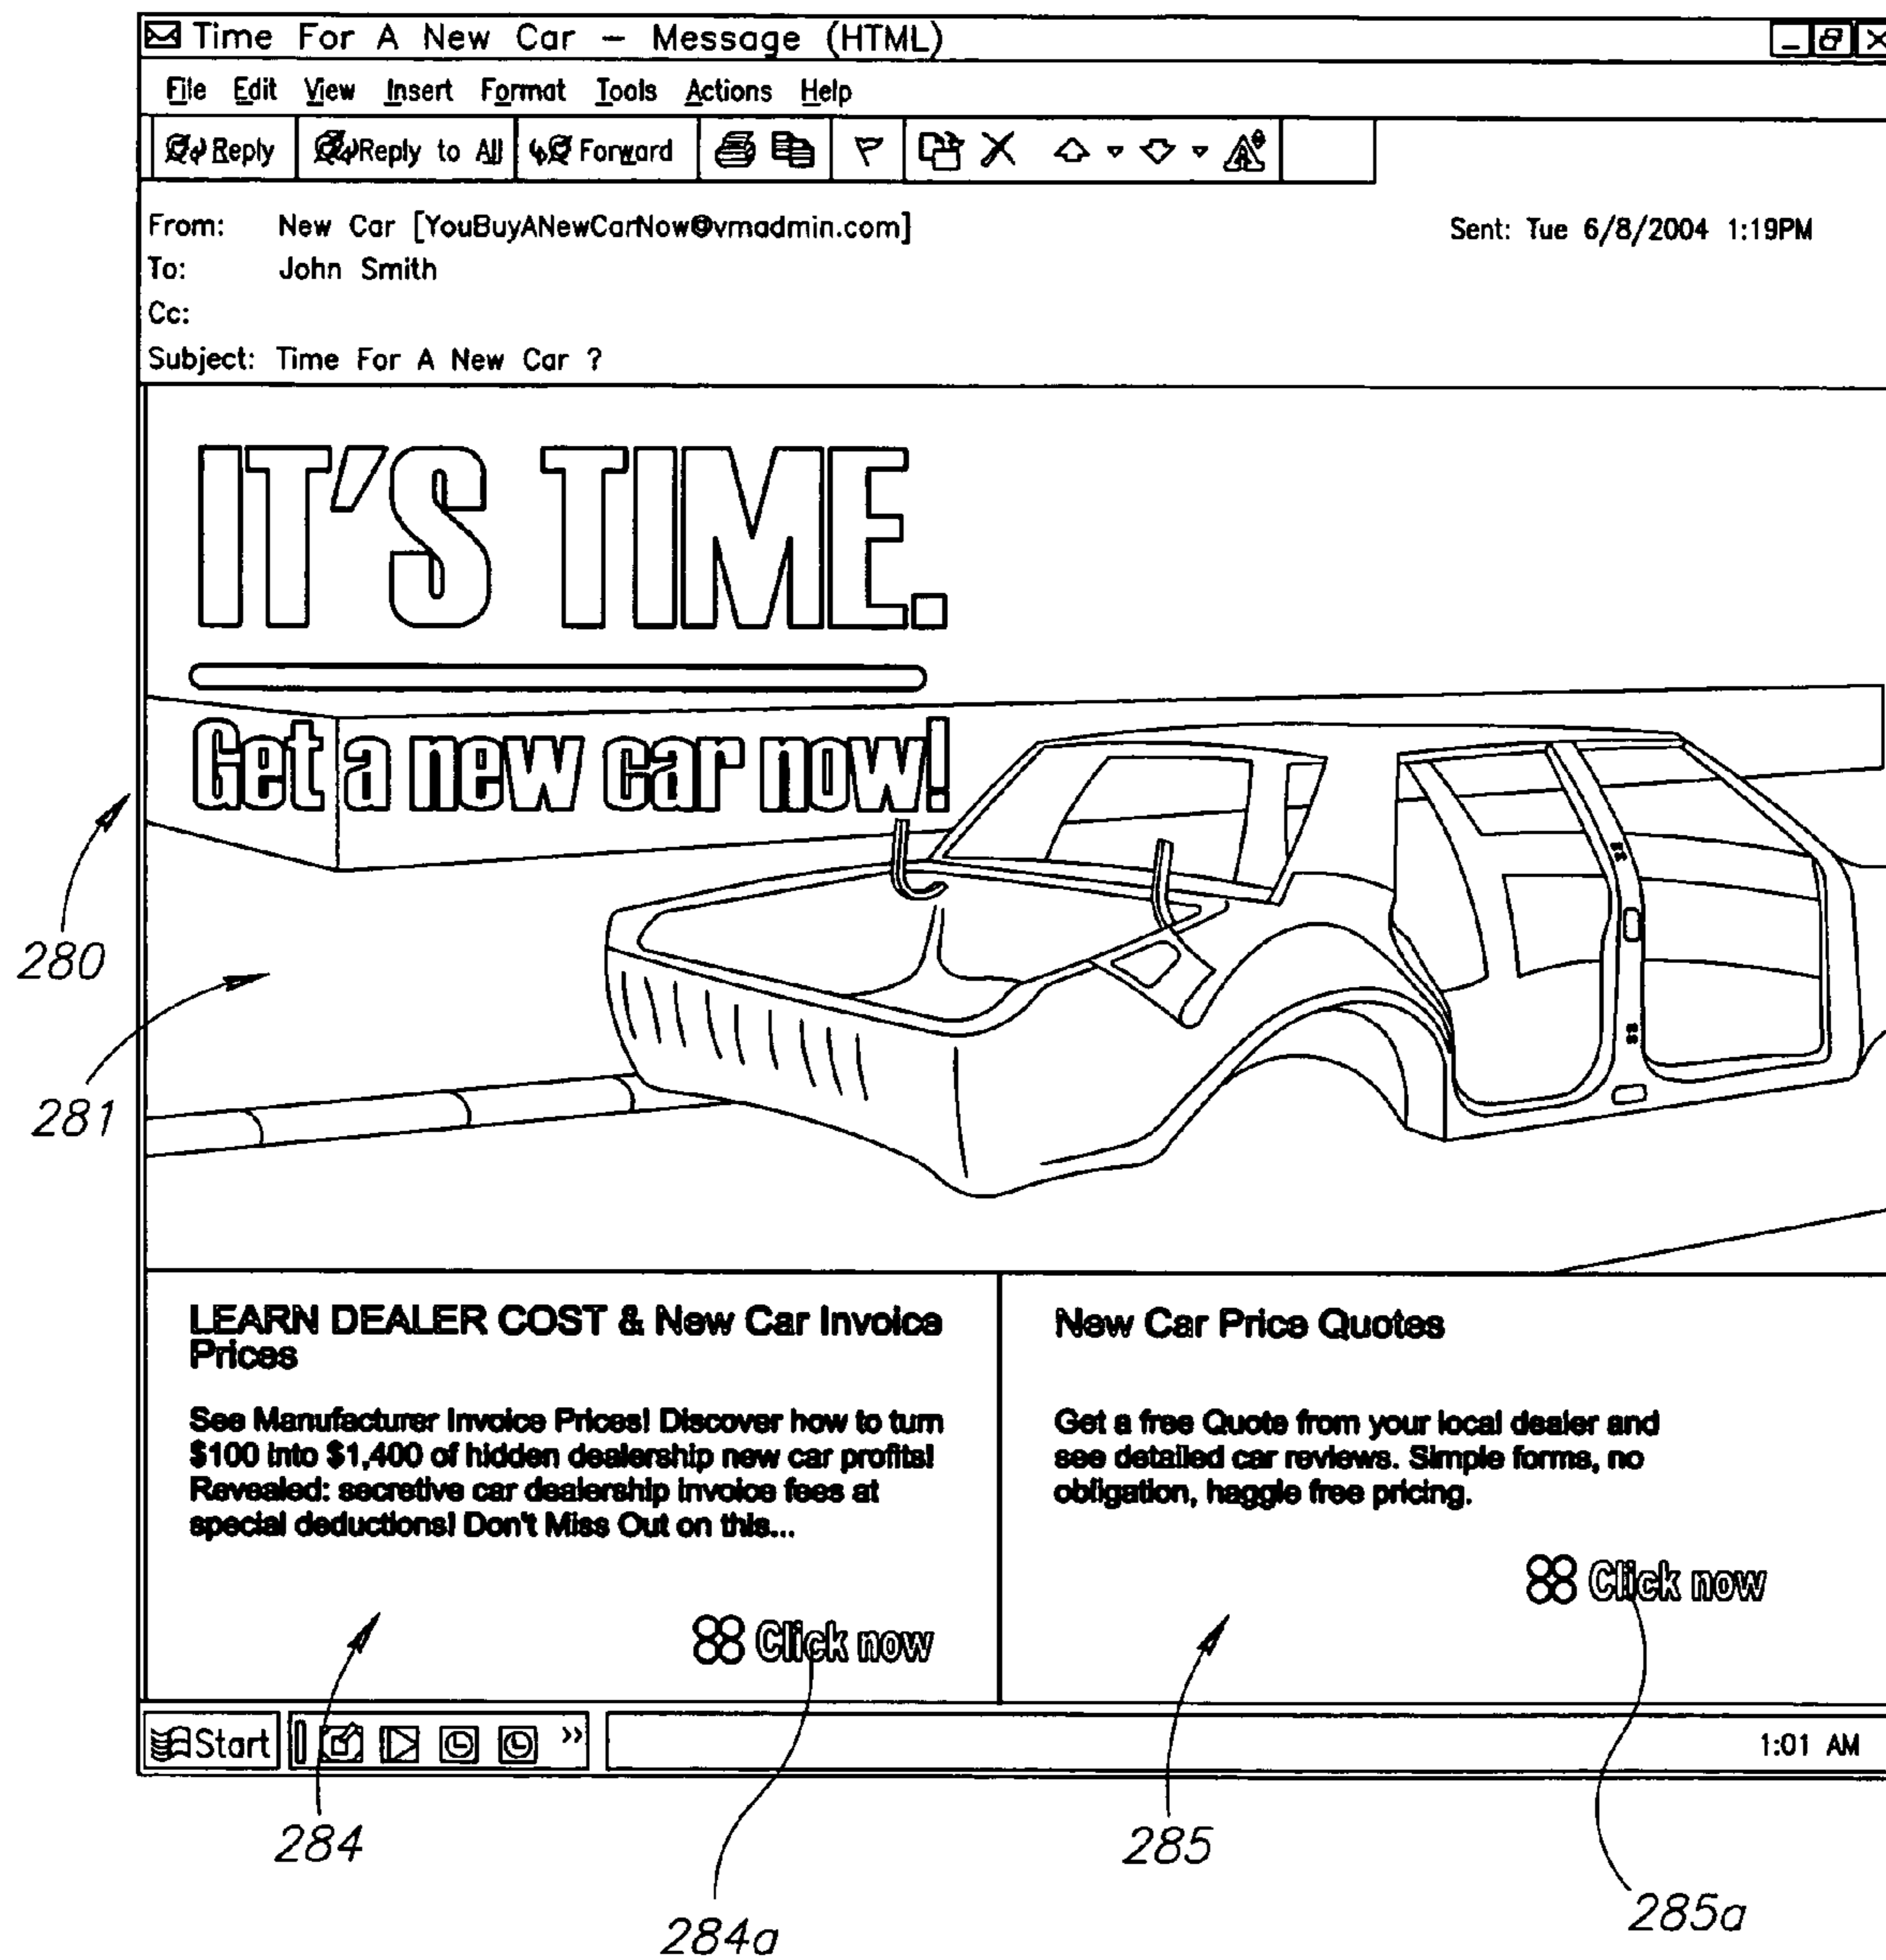 Time For A New Car – Message (HTML)
File Edit View Insert Format Tools Actions Help
Reply Reply to All Forward
From: New Car [YouBuyANewCarNow@vmadmin.com] Sent: Tue 6/8/2004 1:19PM
To: John Smith
Cc:
Subject: Time For A New Car ?
IT'S TIME.
Get a new car now!
280
281
LEARN DEALER COST & New Car Invoice
Prices
See Manufacturer Invoice Prices! Discover how to turn
$100 into $1,400 of hidden dealership new car profits!
Revealed: secretive car dealership invoice fees at
special deductions! Don't Miss Out on this...
Click now
New Car Price Quotes
Get a free Quote from your local dealer and
see detailed car reviews. Simple forms, no
obligation, haggle free pricing.
Click now
Start » 1:01 AM
284
285
284a
285a